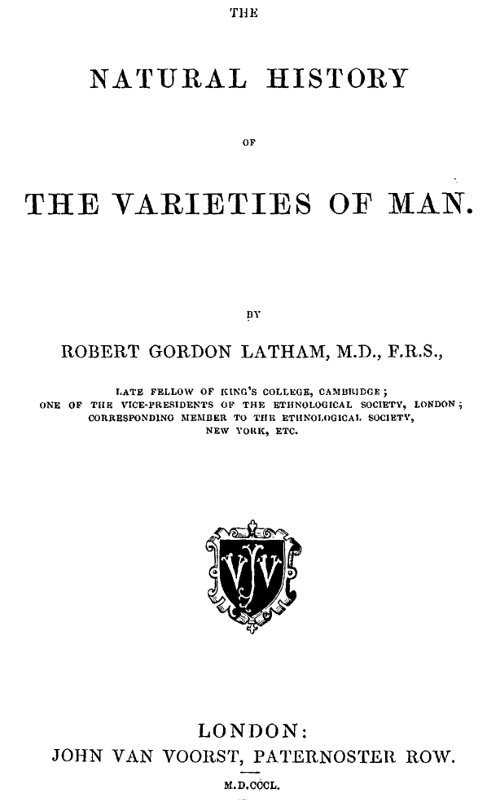 THE
NATURAL HISTORY
OF
THE VARIETIES OF MAN.
BY
ROBERT GORDON LATHAM, M.D., F.R.S.,
LATE FELLOW OF KING'S COLLEGE, CAMBRIDGE;
ONE OF THE VICE-PRESIDENTS OF THE ETHNOLOGICAL SOCIETY, LONDON;
CORRESPONDING MEMBER TO THE ETHNOLOGICAL SOCIETY,
NEW YORK, ETC.
VJV
LONDON:
JOHN VAN VOORST, PATERNOSTER ROW.
M.D.CCCL.